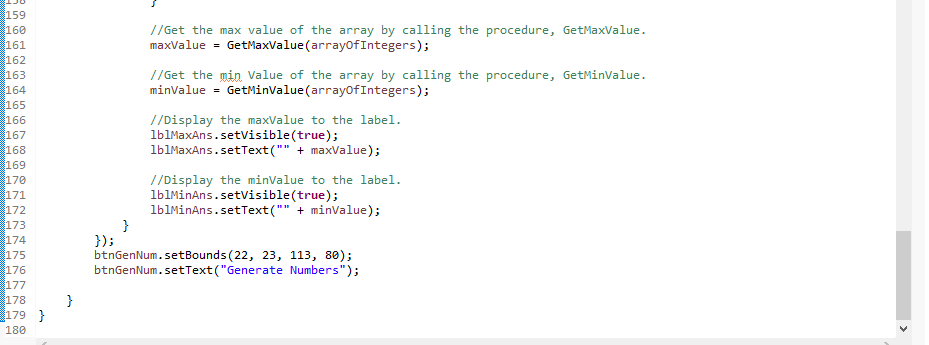 158 }
159
160 //Get the max value of the array by calling the procedure, GetMaxValue.
161 maxValue = GetMaxValue(arrayOfIntegers);
162
163 //Get the min Value of the array by calling the procedure, GetMinValue.
164 minValue = GetMinValue(arrayOfIntegers);
165
166 //Display the maxValue to the label.
167 lblMaxAns.setVisible(true);
168 lblMaxAns.setText("" + maxValue);
169
170 //Display the minValue to the label.
171 lblMinAns.setVisible(true);
172 lblMinAns.setText("" + minValue);
173 }
174 });
175 btnGenNum.setBounds(22, 23, 113, 80);
176 btnGenNum.setText("Generate Numbers");
177
178 }
179 }
180